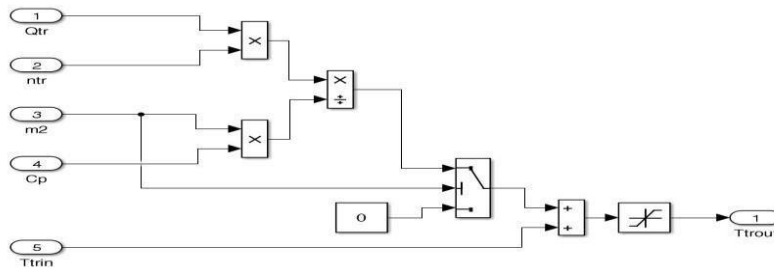 1
Qtr
2
ntr
3
m2
4
Cp
5
Ttrin
×
×
×
÷
0
+
+
1
Ttrout